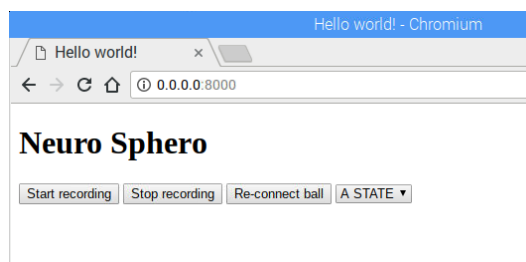 Hello world! - Chromium
Hello world! ×
0.0.0.0:8000
Neuro Sphero
Start recording Stop recording Re-connect ball A STATE